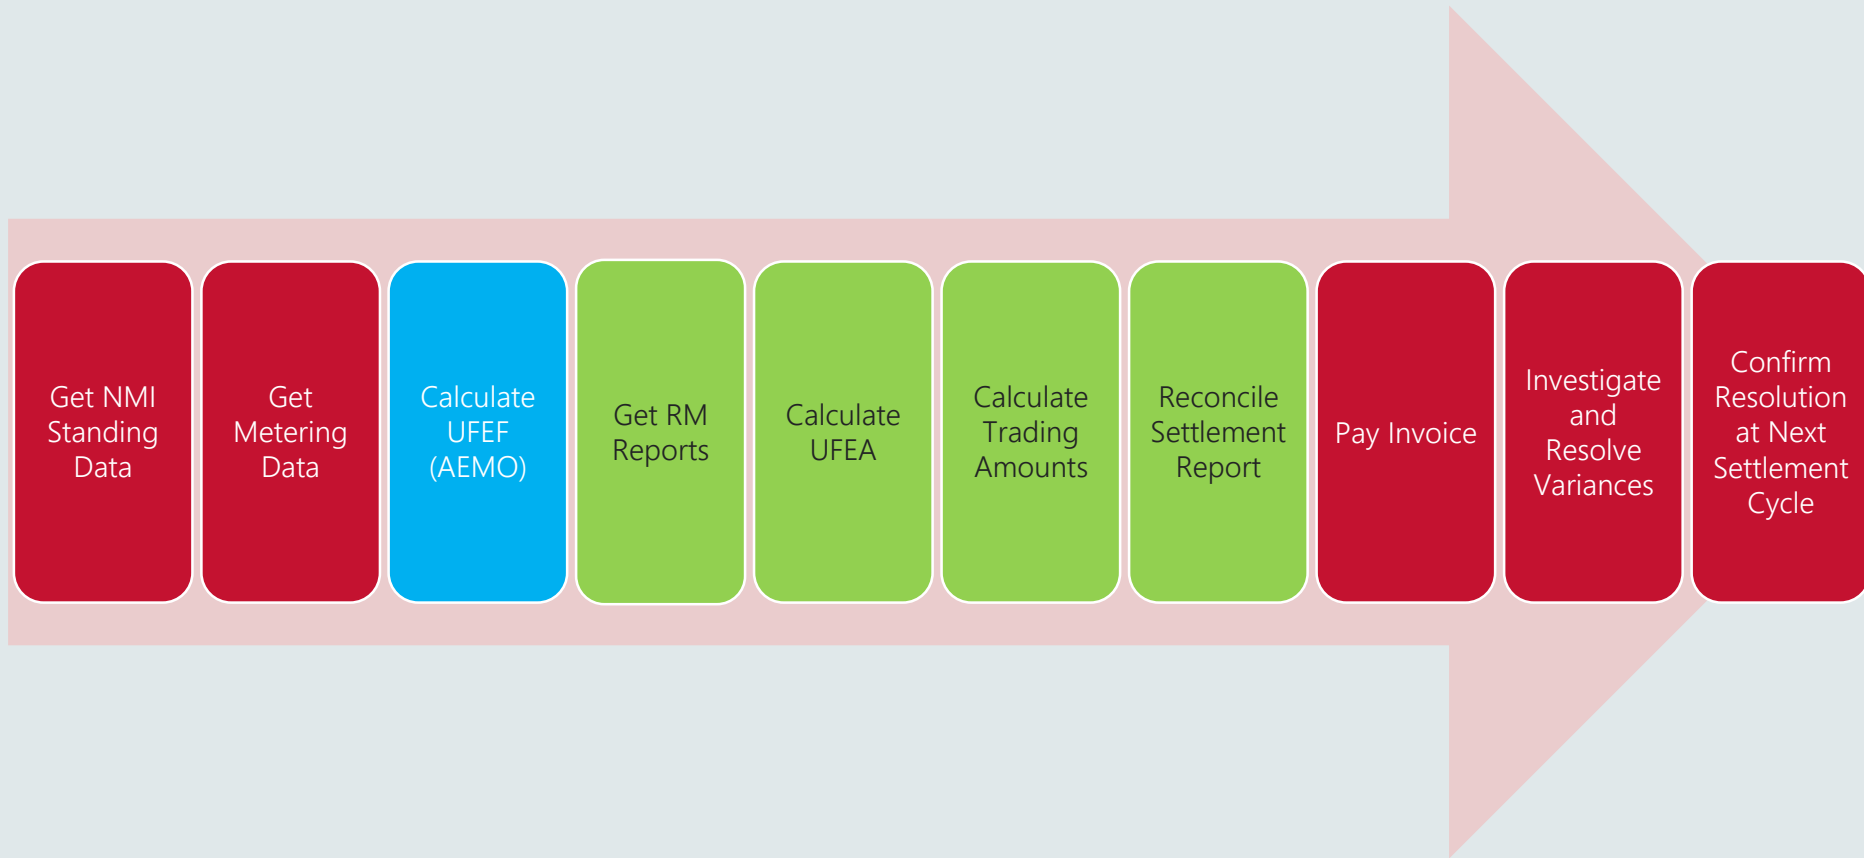 Get NMI
Standing
Data
Get
Metering
Data
Calculate
UFEF
(AEMO)
Get RM
Reports
Calculate
UFEA
Calculate
Trading
Amounts
Reconcile
Settlement
Report
Pay Invoice
Investigate
and
Resolve
Variances
Confirm
Resolution
at Next
Settlement
Cycle